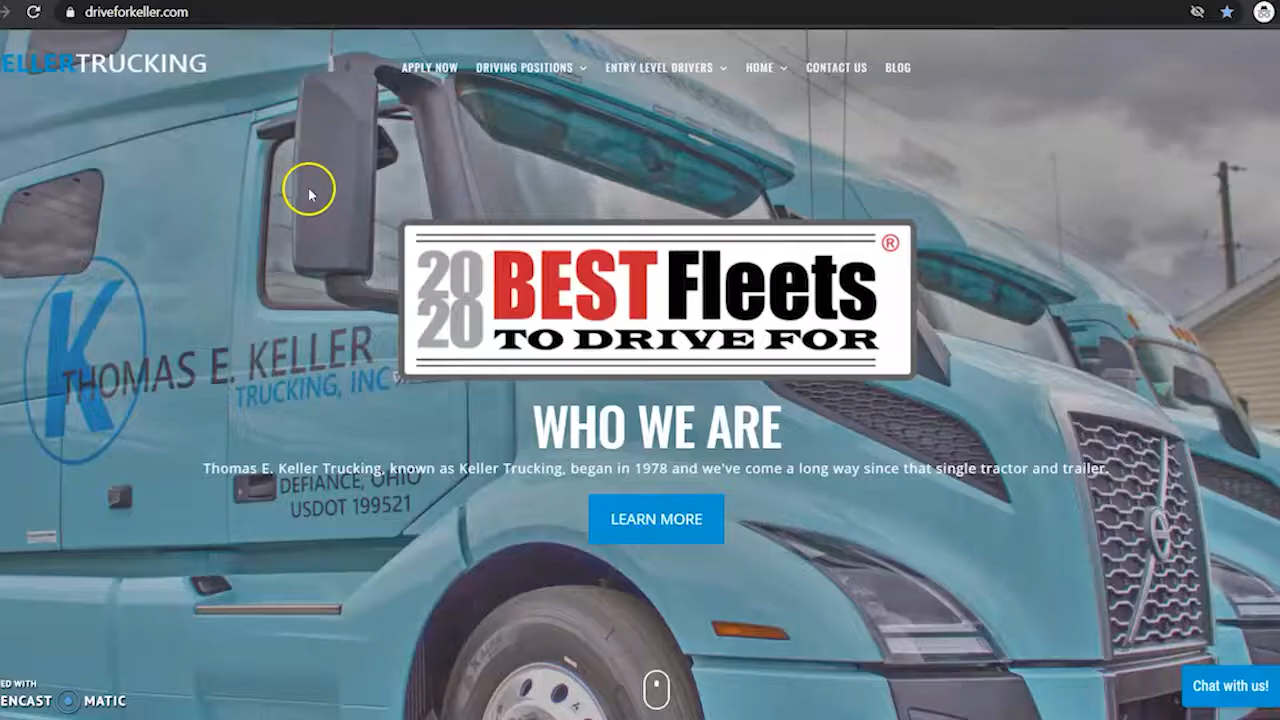 driveforkeller.com
ELLERTRUCKING
APPLY NOW DRIVING POSITIONS ENTRY LEVEL DRIVERS HOME CONTACT US BLOG
2020 BEST Fleets ®
TO DRIVE FOR
K
THOMAS E. KELLER
TRUCKING, INC
WHO WE ARE
Thomas E. Keller Trucking, known as Keller Trucking, began in 1978 and we've come a long way since that single tractor and trailer.
DEFIANCE, OHIO
USDOT 199521
LEARN MORE
ED WITH
ENCAST MATIC
Chat with us!